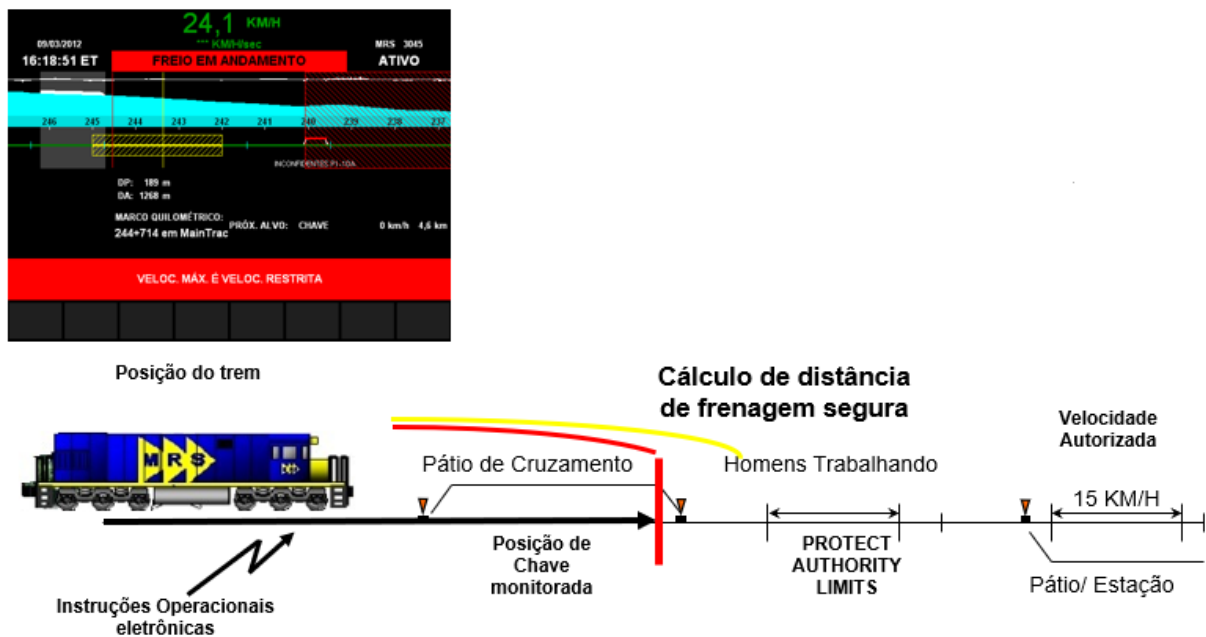 24,1 KM/H
*** KM/H/sec
09/03/2012
MRS 3045
16:18:51 ET
FREIO EM ANDAMENTO
ATIVO
246 245 244 243 242 241 240 239 238 237
INCONFIDENTES P1-10A
DP: 189 m
DA: 1268 m
MARCO QUILOMÉTRICO:
244+714 em MainTrac
PRÓX. ALVO: CHAVE
0 km/h 4,6 km
VELOC. MÁX. É VELOC. RESTRITA
Posição do trem
Cálculo de distância
de frenagem segura
Velocidade
Autorizada
MRS
Pátio de Cruzamento
Homens Trabalhando
15 KM/H
Posição de
Chave
monitorada
PROTECT
AUTHORITY
LIMITS
Pátio/ Estação
Instruções Operacionais
eletrônicas